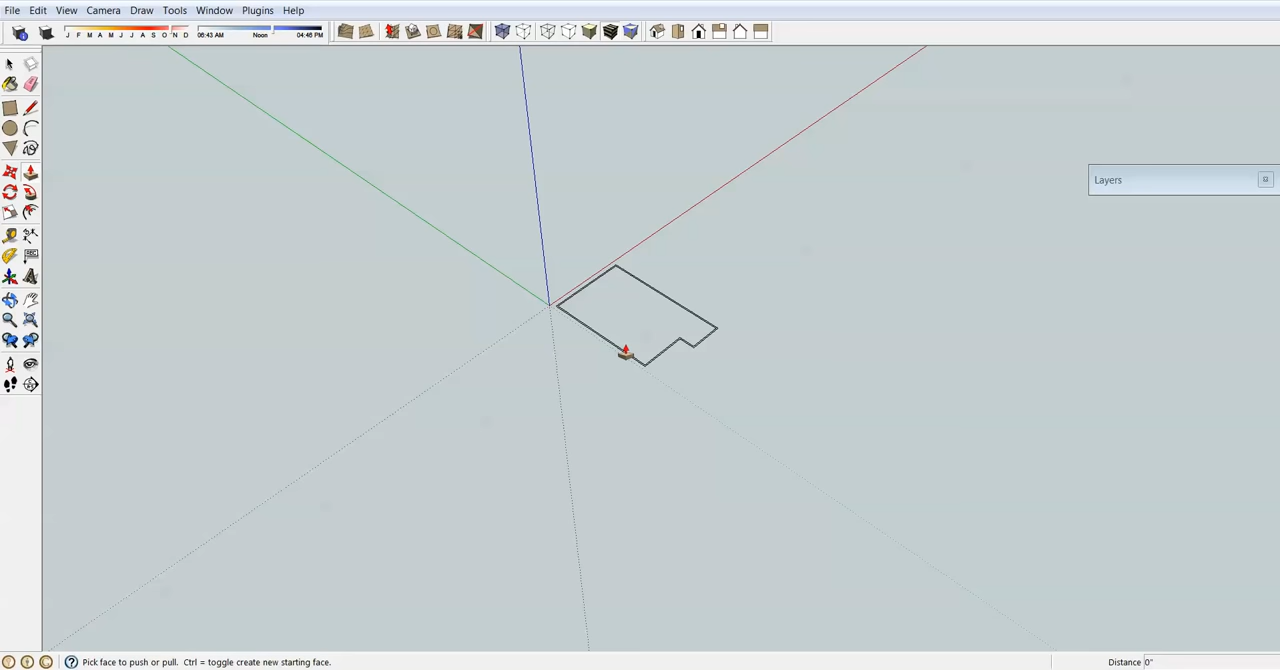 File Edit View Camera Draw Tools Window Plugins Help
J F M A M J J A S O N D 06:43 AM Noon 04:46 PM
Layers
Pick face to push or pull. Ctrl = toggle create new starting face. Distance 0"